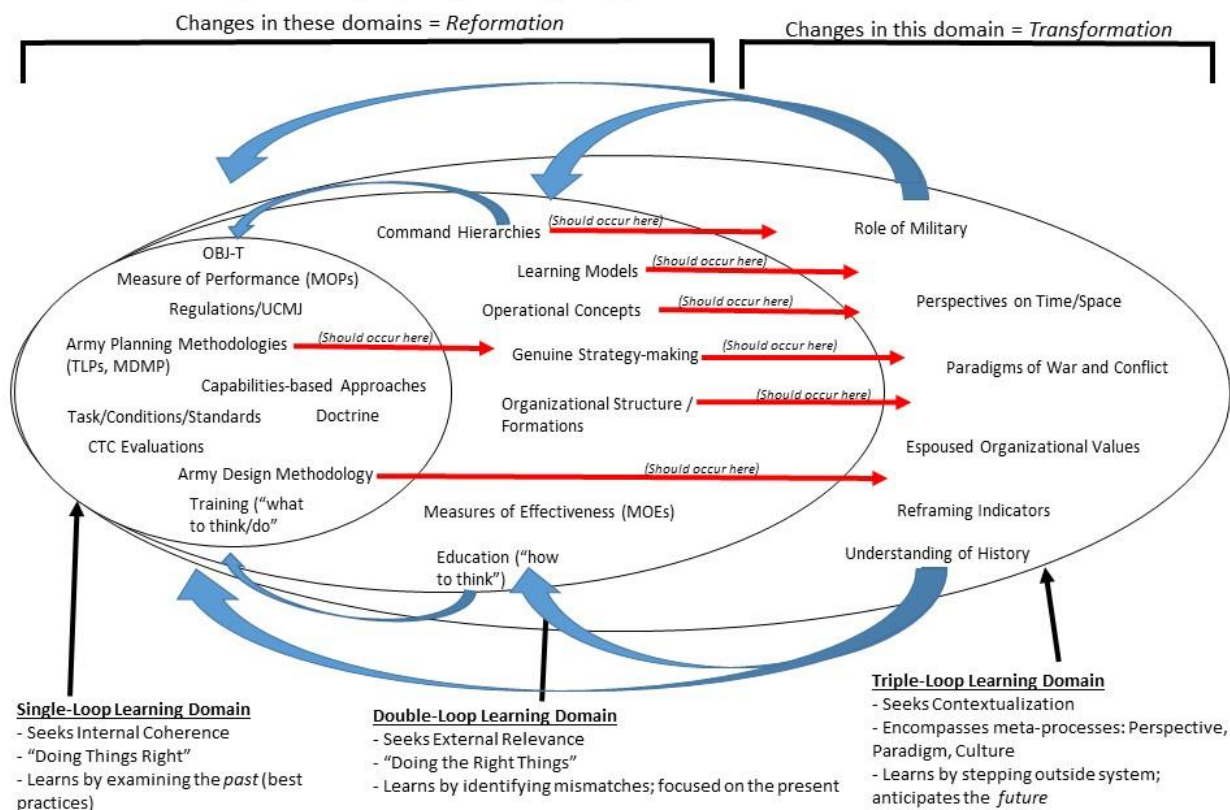 Changes in these domains = Reformation
Changes in this domain = Transformation
Command Hierarchies
(Should occur here)
Role of Military
OBJ-T
Measure of Performance (MOPs)
Learning Models
(Should occur here)
Regulations/UCMJ
Operational Concepts
(Should occur here)
Perspectives on Time/Space
Army Planning Methodologies
(TLPs, MDMP)
(Should occur here)
Genuine Strategy-making
(Should occur here)
Paradigms of War and Conflict
Capabilities-based Approaches
Organizational Structure /
Formations
(Should occur here)
Task/Conditions/Standards
Doctrine
CTC Evaluations
Espoused Organizational Values
Army Design Methodology
(Should occur here)
Training (“what
to think/do”
Measures of Effectiveness (MOEs)
Reframing Indicators
Education (“how
to think”)
Understanding of History
Single-Loop Learning Domain
- Seeks Internal Coherence
- “Doing Things Right”
- Learns by examining the past (best
practices)
Double-Loop Learning Domain
- Seeks External Relevance
- “Doing the Right Things”
- Learns by identifying mismatches; focused on the present
Triple-Loop Learning Domain
- Seeks Contextualization
- Encompasses meta-processes: Perspective,
Paradigm, Culture
- Learns by stepping outside system;
anticipates the future